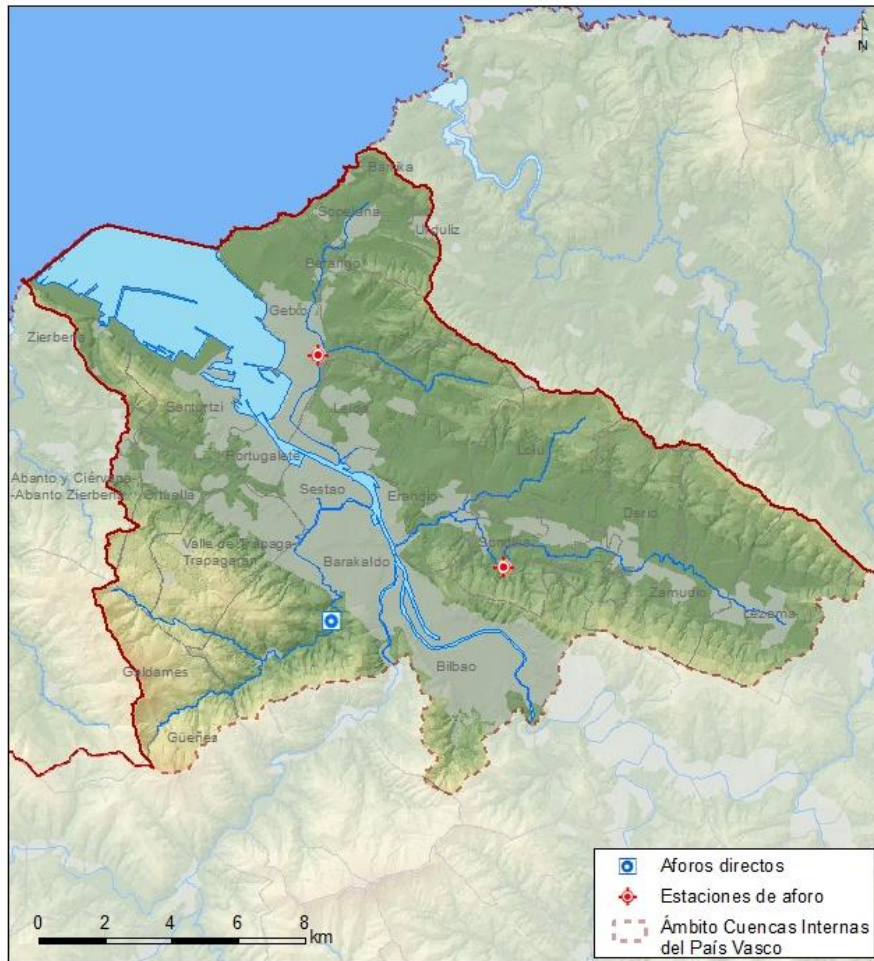 N
Barrika
Sopelana
Urduliz
Berango
Getxo
Zierbena
Santurtzi
Leioa
Portugalete
Loiu
Abanto y Ciérvana-
-Abanto Zierbena
Ortuella
Sestao
Erandio
Derio
Sondika
Valle de Trápaga-
Trapagaran
Barakaldo
Zamudio
Lezama
Bilbao
Galdames
Güeñes
Aforos directos
Estaciones de aforo
Ámbito Cuencas Internas
del País Vasco
0 2 4 6 8
km